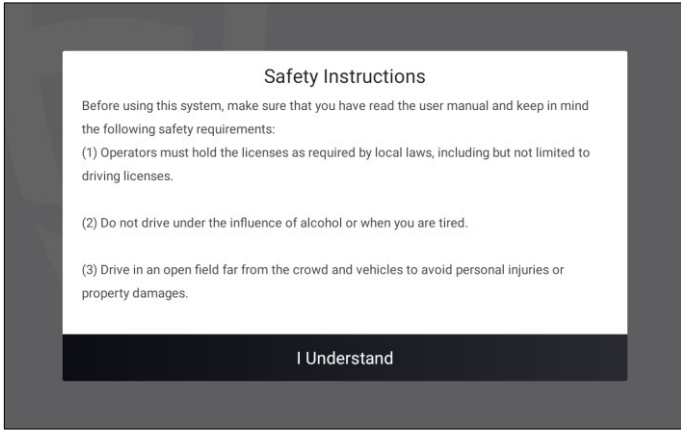 Safety Instructions
Before using this system, make sure that you have read the user manual and keep in mind
the following safety requirements:
(1) Operators must hold the licenses as required by local laws, including but not limited to
driving licenses.
(2) Do not drive under the influence of alcohol or when you are tired.
(3) Drive in an open field far from the crowd and vehicles to avoid personal injuries or
property damages.
I Understand